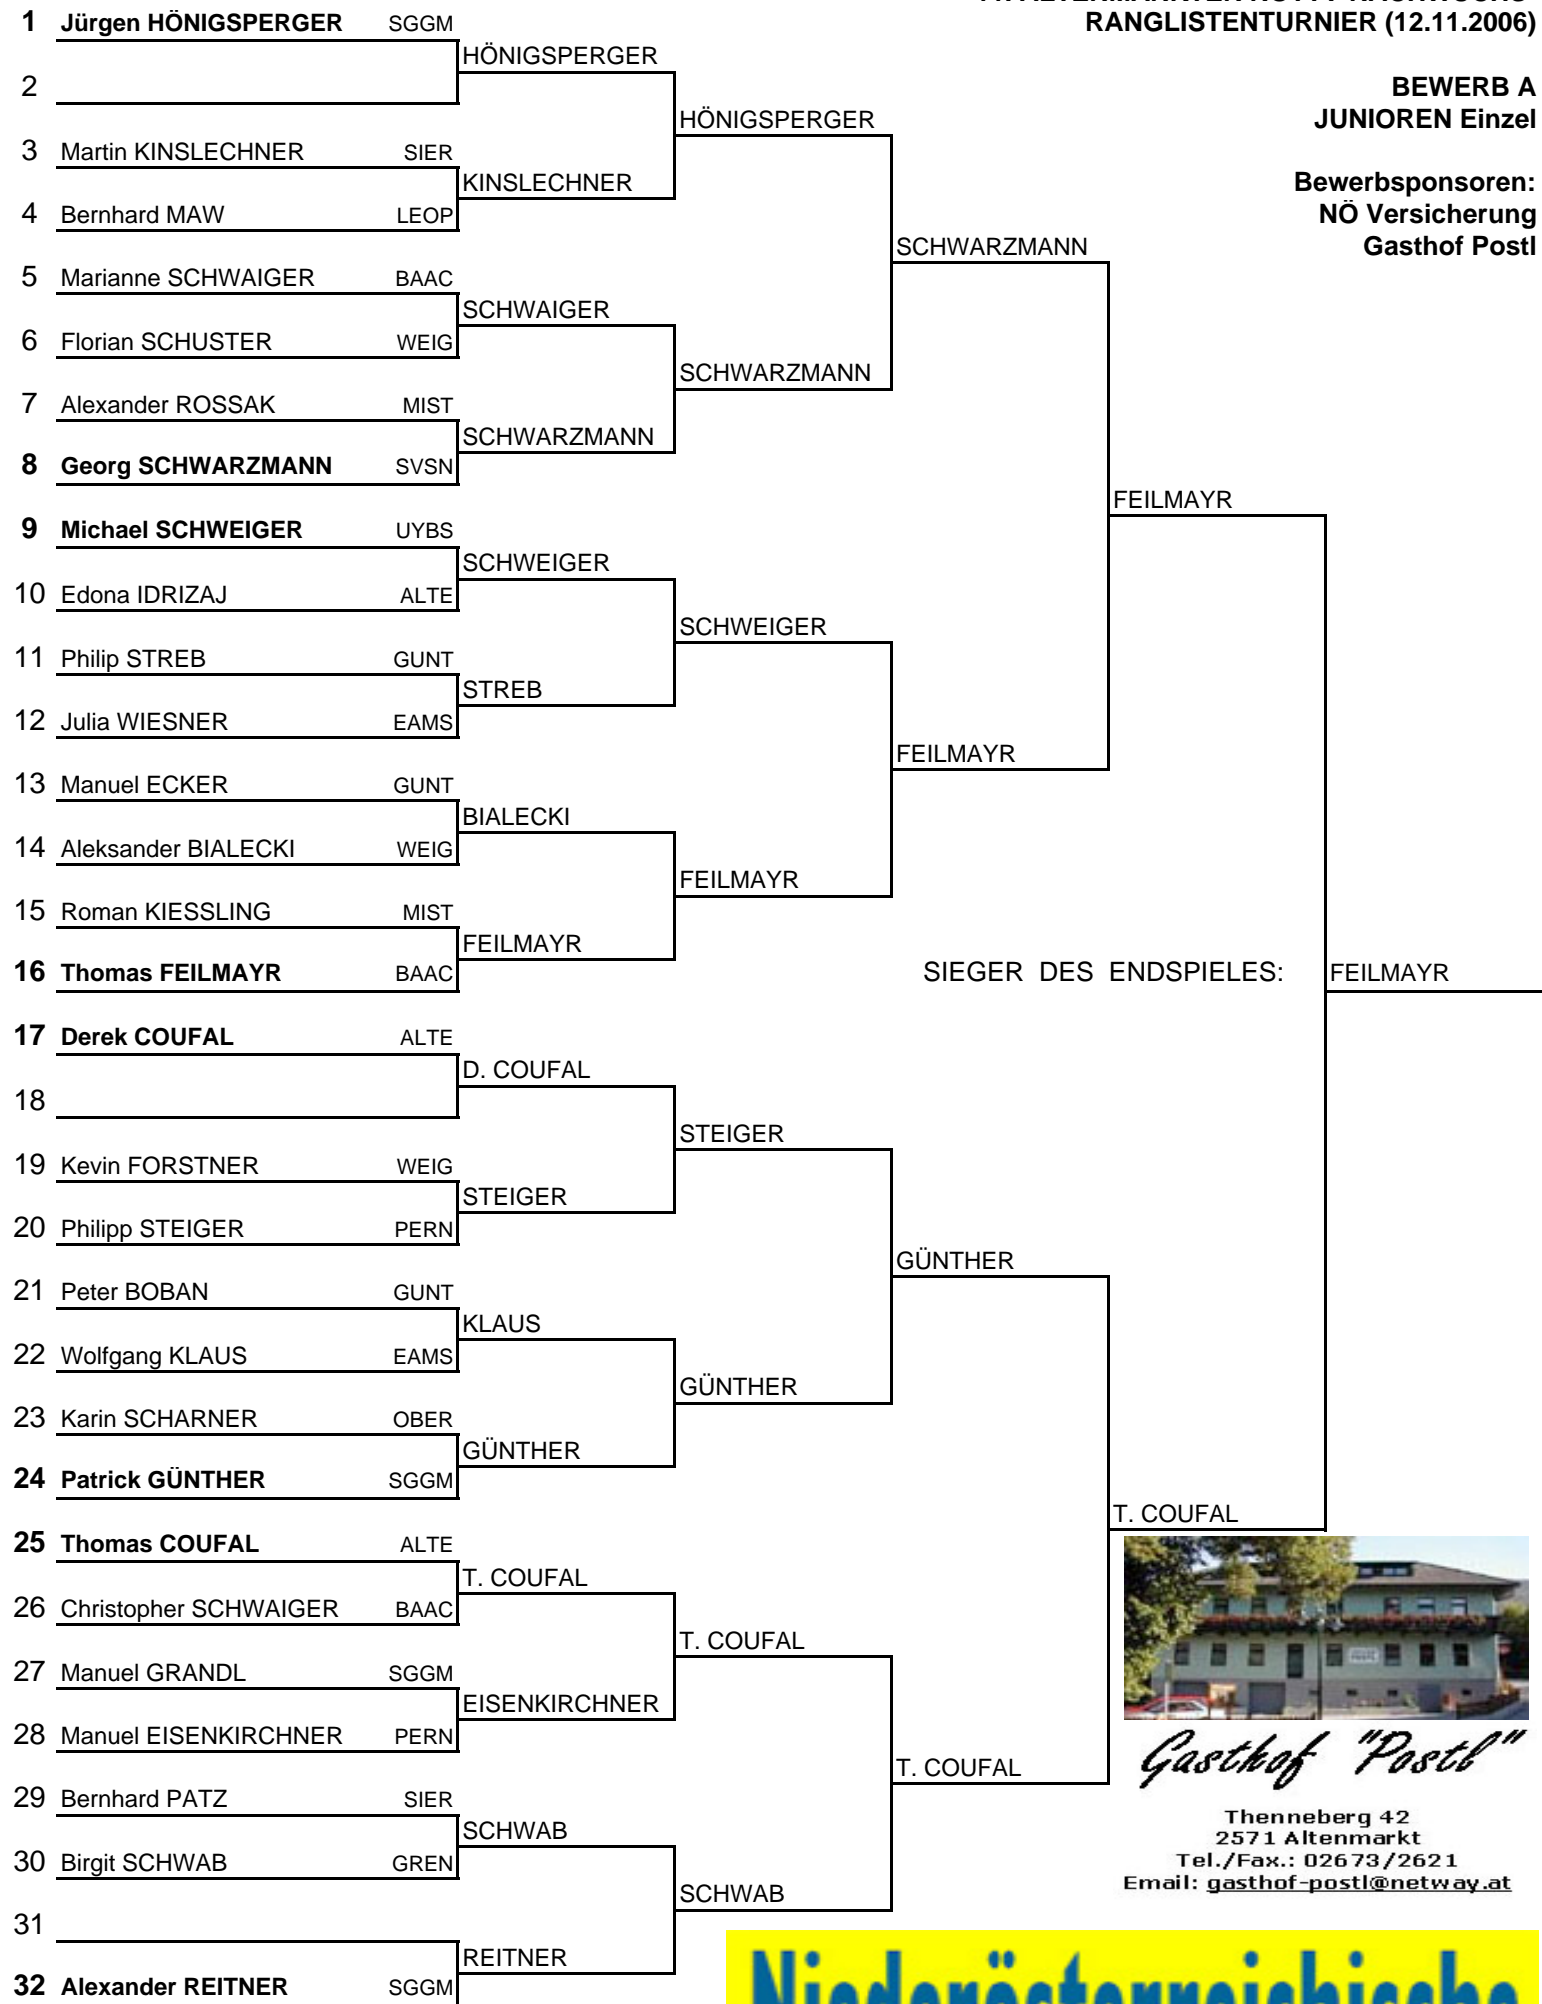 RANGLISTENTURNIER (12.11.2006)
BEWERB A
JUNIOREN Einzel
Bewerbsponsoren:
NÖ Versicherung
Gasthof Postl
1 Jürgen HÖNIGSPERGER SGGM
HÖNIGSPERGER
2
HÖNIGSPERGER
3 Martin KINSLECHNER SIER
KINSLECHNER
4 Bernhard MAW LEOP
SCHWARZMANN
5 Marianne SCHWAIGER BAAC
SCHWAIGER
6 Florian SCHUSTER WEIG
SCHWARZMANN
7 Alexander ROSSAK MIST
SCHWARZMANN
8 Georg SCHWARZMANN SVSN
FEILMAYR
9 Michael SCHWEIGER UYBS
SCHWEIGER
10 Edona IDRIZAJ ALTE
SCHWEIGER
11 Philip STREB GUNT
STREB
12 Julia WIESNER EAMS
FEILMAYR
13 Manuel ECKER GUNT
BIALECKI
14 Aleksander BIALECKI WEIG
FEILMAYR
15 Roman KIESSLING MIST
FEILMAYR
16 Thomas FEILMAYR BAAC
SIEGER DES ENDSPIELES: FEILMAYR
17 Derek COUFAL ALTE
D. COUFAL
18
STEIGER
19 Kevin FORSTNER WEIG
STEIGER
20 Philipp STEIGER PERN
GÜNTHER
21 Peter BOBAN GUNT
KLAUS
22 Wolfgang KLAUS EAMS
GÜNTHER
23 Karin SCHARNER OBER
GÜNTHER
24 Patrick GÜNTHER SGGM
T. COUFAL
25 Thomas COUFAL ALTE
T. COUFAL
26 Christopher SCHWAIGER BAAC
T. COUFAL
27 Manuel GRANDL SGGM
EISENKIRCHNER
28 Manuel EISENKIRCHNER PERN
T. COUFAL
29 Bernhard PATZ SIER
SCHWAB
30 Birgit SCHWAB GREN
SCHWAB
31
REITNER
32 Alexander REITNER SGGM
Gasthof "Postl"
Thenneberg 42
2571 Altenmarkt
Tel./Fax.: 02673/2621
Email: gasthof-postl@netway.at
Niederösterreichische